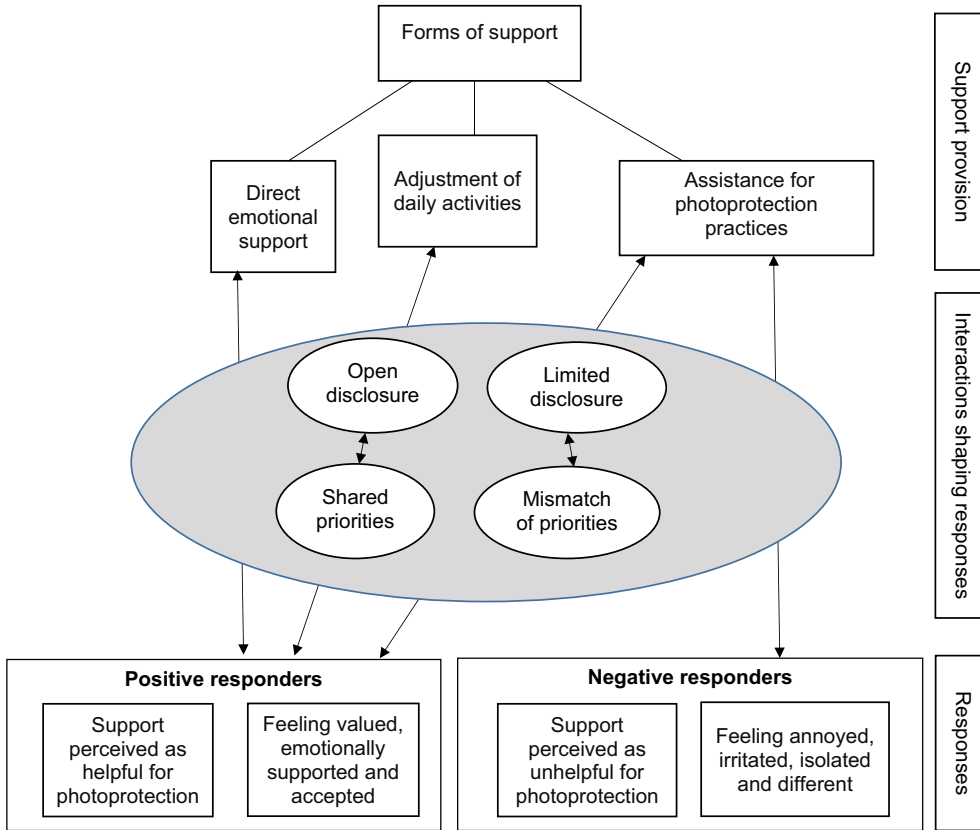 Forms of support
Support provision
Direct
emotional
support
Adjustment of
daily activities
Assistance for
photoprotection
practices
Interactions shaping responses
Open
disclosure
Limited
disclosure
Shared
priorities
Mismatch
of priorities
Responses
Positive responders
Support
perceived as
helpful for
photoprotection
Feeling valued,
emotionally
supported and
accepted
Negative responders
Support
perceived as
unhelpful for
photoprotection
Feeling annoyed,
irritated, isolated
and different